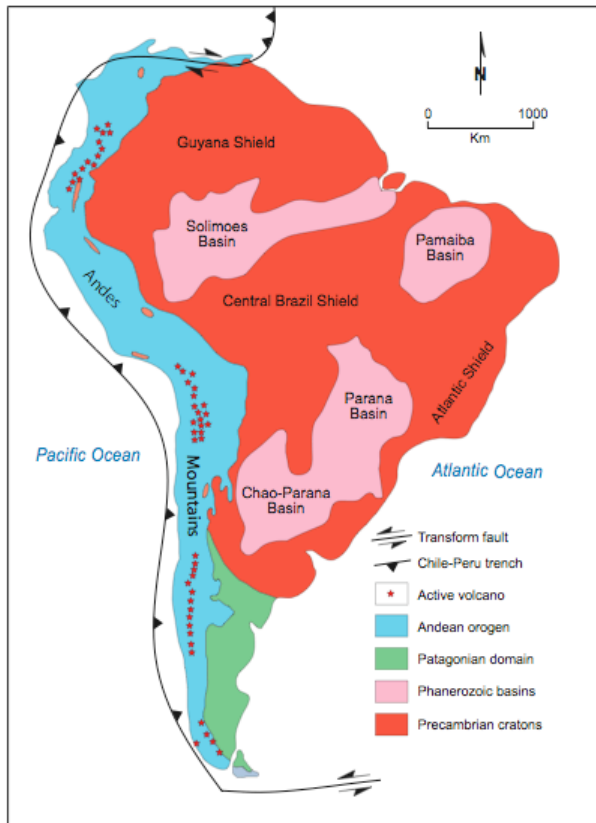 N
0
1000
Km
Guyana Shield
Solimoes
Basin
Pamaiba
Basin
Andes
Central Brazil Shield
Atlantic Shield
Parana
Basin
Pacific Ocean
Mountains
Atlantic Ocean
Chao-Parana
Basin
Transform fault
Chile-Peru trench
Active volcano
Andean orogen
Patagonian domain
Phanerozoic basins
Precambrian cratons